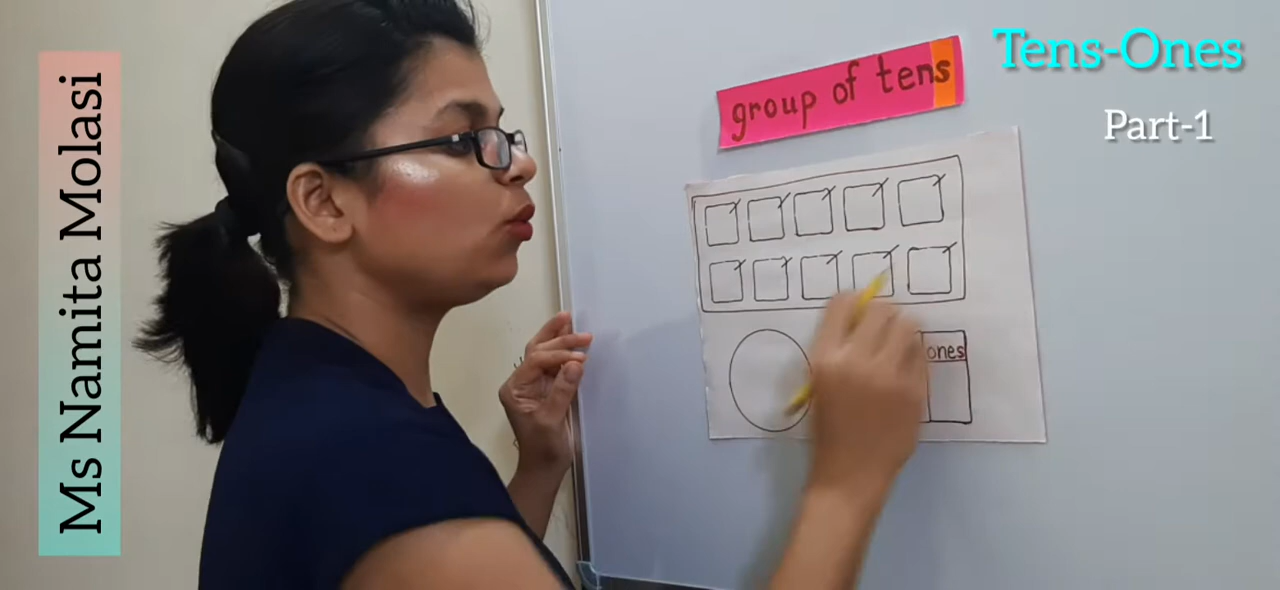 Ms Namita Molasi
Tens-Ones
Part-1
group of tens
ones